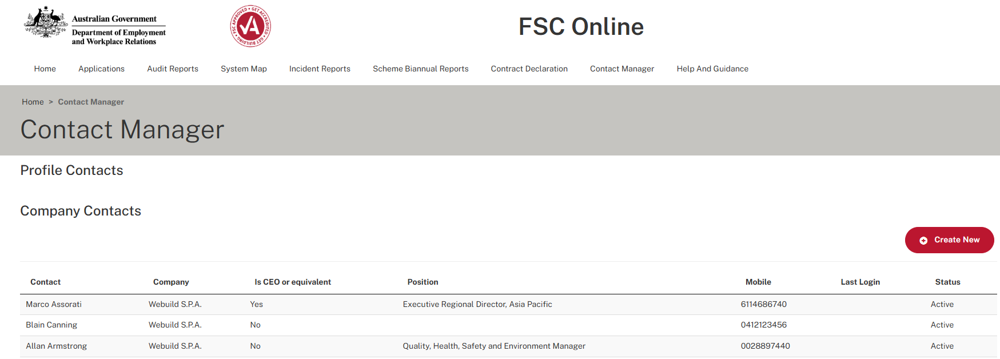 Australian Government
Department of Employment
and Workplace Relations
FSC APPROVED • GET ACCREDITED • GET BUILDING •
FSC Online
Home Applications Audit Reports System Map Incident Reports Scheme Biannual Reports Contract Declaration Contact Manager Help And Guidance
Home > Contact Manager
Contact Manager
Profile Contacts
Company Contacts
Create New
Contact Company Is CEO or equivalent Position Mobile Last Login Status
Marco Assorati Webuild S.P.A. Yes Executive Regional Director, Asia Pacific 6114686740 Active
Blain Canning Webuild S.P.A. No 0412123456 Active
Allan Armstrong Webuild S.P.A. No Quality, Health, Safety and Environment Manager 0028897440 Active